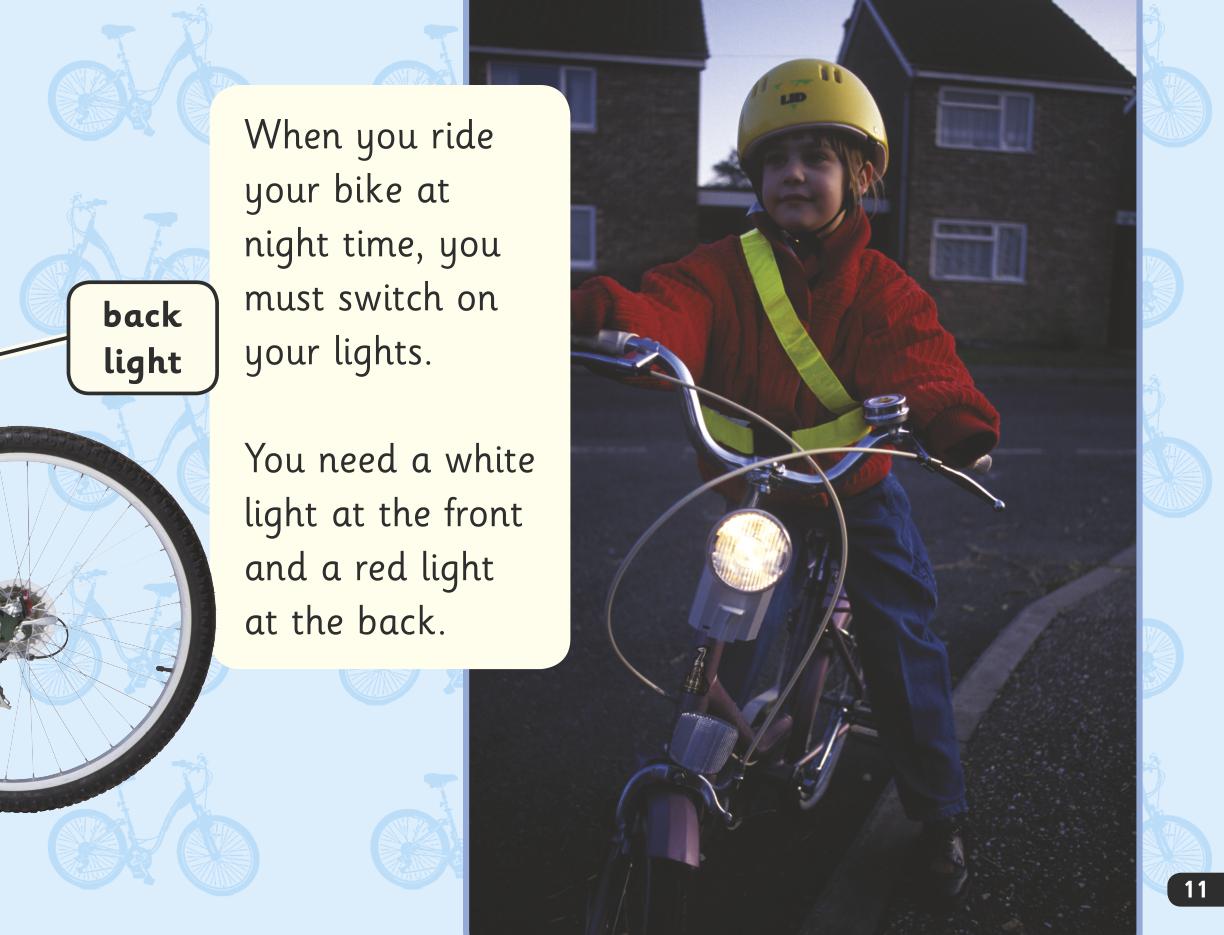 When you ride
your bike at
night time, you
must switch on
your lights.
You need a white
light at the front
and a red light
at the back.
back
light
LID
11